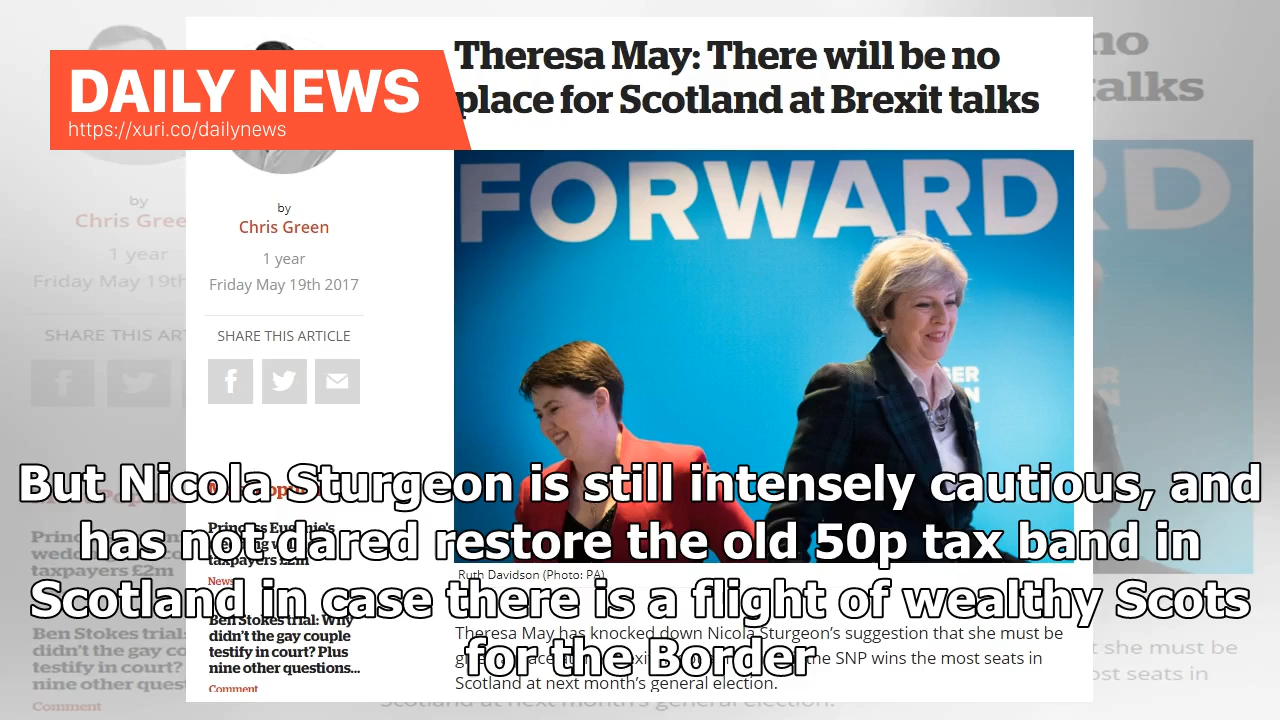 DAILY NEWS
https://xuri.co/dailynews
Theresa May: There will be no
place for Scotland at Brexit talks
by
Chris Green
1 year
Friday May 19th 2017
SHARE THIS ARTICLE
FORWARD
But Nicola Sturgeon is still intensely cautious, and
has not dared restore the old 50p tax band in
Scotland in case there is a flight of wealthy Scots
for the Border
taxpayers £2m
News
Ben Stokes trial: Why
didn't the gay couple
testify in court? Plus
nine other questions...
Comment
Ruth Davidson (Photo: PA)
Theresa May has knocked down Nicola Sturgeon's suggestion that she must be
the SNP wins the most seats in
Scotland at next month's general election.